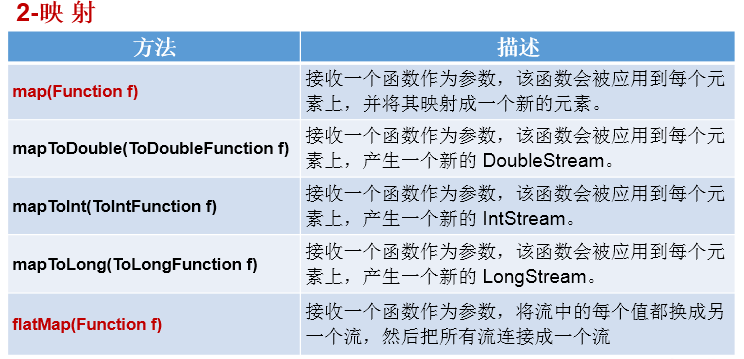 2-映 射
方法
描述
map(Function f)
接收一个函数作为参数，该函数会被应用到每个元
素上，并将其映射成一个新的元素。
mapToDouble(ToDoubleFunction f)
接收一个函数作为参数，该函数会被应用到每个元
素上，产生一个新的 DoubleStream。
mapToInt(ToIntFunction f)
接收一个函数作为参数，该函数会被应用到每个元
素上，产生一个新的 IntStream。
mapToLong(ToLongFunction f)
接收一个函数作为参数，该函数会被应用到每个元
素上，产生一个新的 LongStream。
flatMap(Function f)
接收一个函数作为参数，将流中的每个值都换成另
一个流，然后把所有流连接成一个流